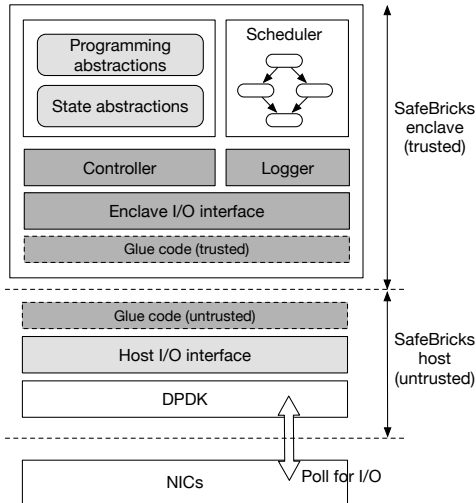 Programming
abstractions
State abstractions
Scheduler
Controller
Logger
Enclave I/O interface
Glue code (trusted)
SafeBricks
enclave
(trusted)
Glue code (untrusted)
Host I/O interface
DPDK
SafeBricks
host
(untrusted)
Poll for I/O
NICs